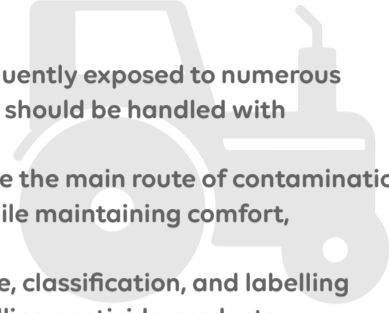 uently exposed to numerous
should be handled with
e the main route of contaminatio
ile maintaining comfort,
e, classification, and labelling